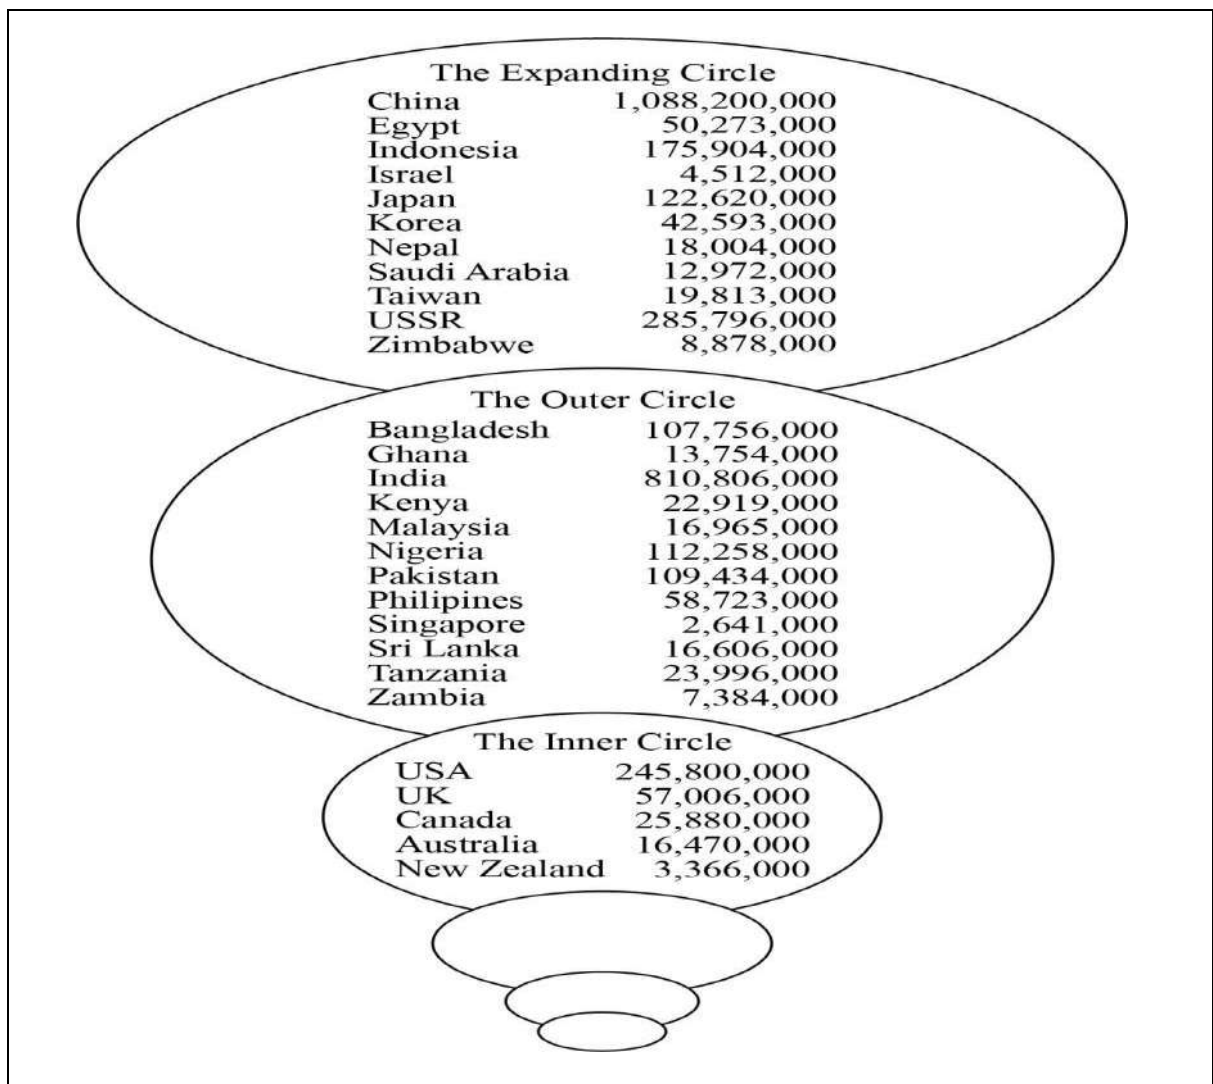 The Expanding Circle
China 1,088,200,000
Egypt 50,273,000
Indonesia 175,904,000
Israel 4,512,000
Japan 122,620,000
Korea 42,593,000
Nepal 18,004,000
Saudi Arabia 12,972,000
Taiwan 19,813,000
USSR 285,796,000
Zimbabwe 8,878,000
The Outer Circle
Bangladesh 107,756,000
Ghana 13,754,000
India 810,806,000
Kenya 22,919,000
Malaysia 16,965,000
Nigeria 112,258,000
Pakistan 109,434,000
Philipines 58,723,000
Singapore 2,641,000
Sri Lanka 16,606,000
Tanzania 23,996,000
Zambia 7,384,000
The Inner Circle
USA 245,800,000
UK 57,006,000
Canada 25,880,000
Australia 16,470,000
New Zealand 3,366,000